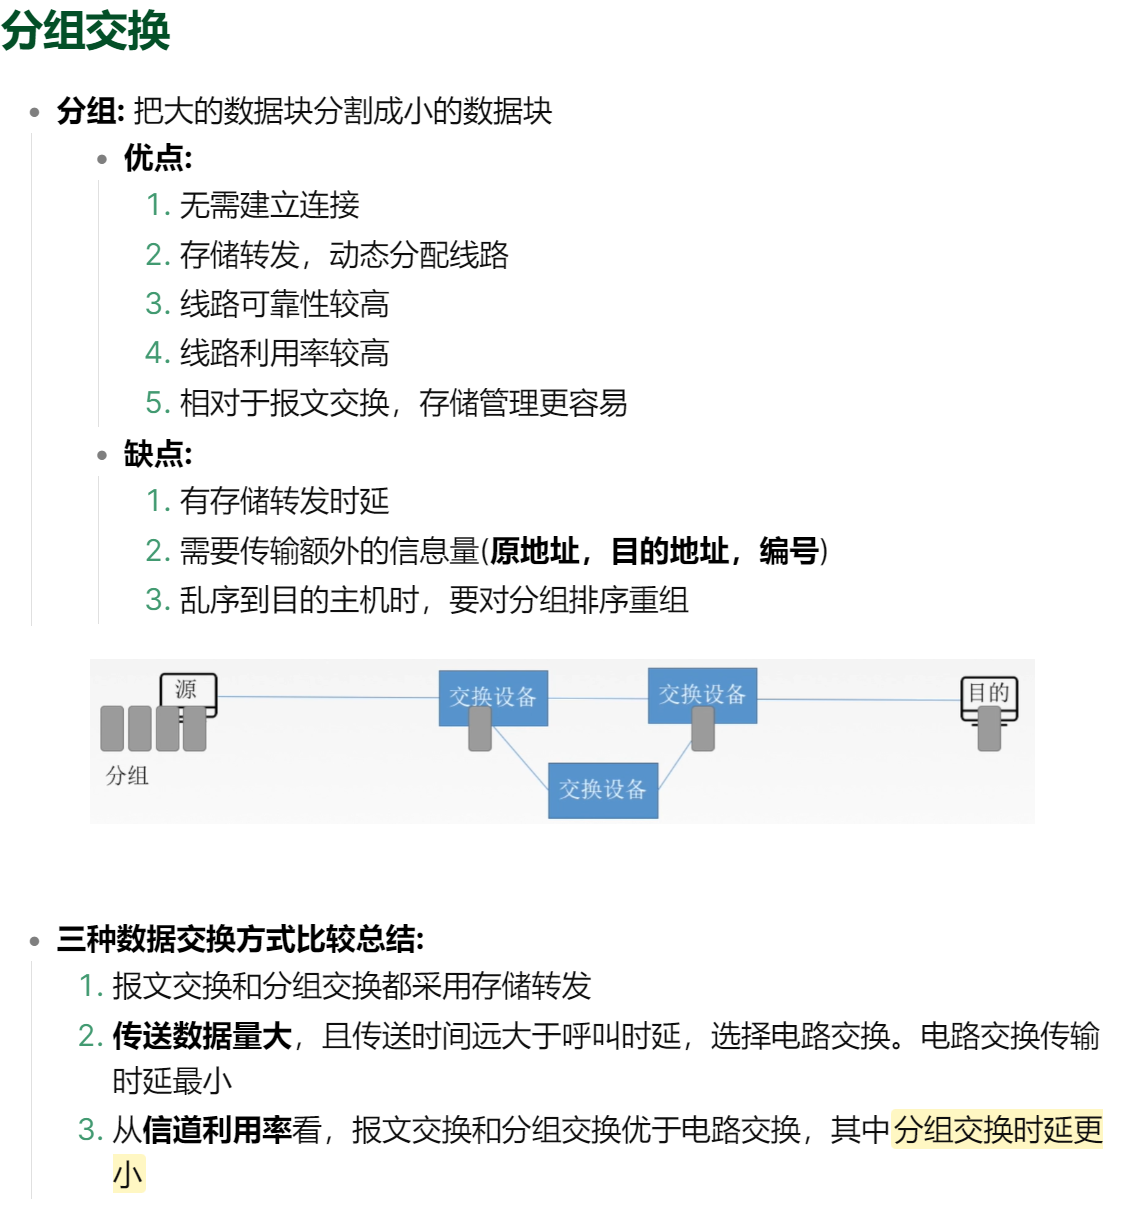 分组交换
分组: 把大的数据块分割成小的数据块
优点:
1. 无需建立连接
2. 存储转发，动态分配线路
3. 线路可靠性较高
4. 线路利用率较高
5. 相对于报文交换，存储管理更容易
缺点:
1. 有存储转发时延
2. 需要传输额外的信息量(原地址，目的地址，编号)
3. 乱序到目的主机时，要对分组排序重组
源
交换设备
交换设备
目的
分组
交换设备
三种数据交换方式比较总结:
1. 报文交换和分组交换都采用存储转发
2. 传送数据量大，且传送时间远大于呼叫时延，选择电路交换。电路交换传输
时延最小
3. 从信道利用率看，报文交换和分组交换优于电路交换，其中分组交换时延更
小